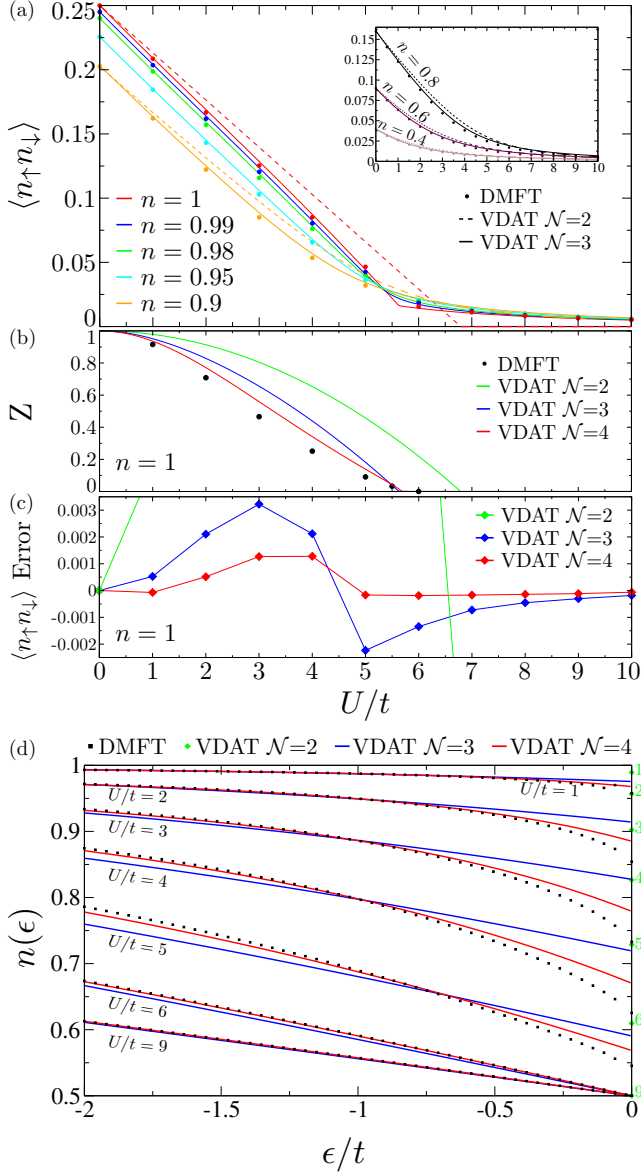 (a)
0.25
0.2
0.15
0.1
0.05
0
⟨n↑n↓⟩
n = 1
n = 0.99
n = 0.98
n = 0.95
n = 0.9
0.15
0.125
0.1
0.075
0.05
0.025
0
0 1 2 3 4 5 6 7 8 9 10
n = 0.8
n = 0.6
n = 0.4
DMFT
VDAT 𝒩=2
VDAT 𝒩=3
(b)
1
0.8
0.6
0.4
0.2
0
Z
n = 1
DMFT
VDAT 𝒩=2
VDAT 𝒩=3
VDAT 𝒩=4
(c)
0.003
0.002
0.001
0
-0.001
-0.002
⟨n↑n↓⟩ Error
n = 1
VDAT 𝒩=2
VDAT 𝒩=3
VDAT 𝒩=4
0 1 2 3 4 5 6 7 8 9 10
U/t
(d)
DMFT VDAT 𝒩=2 VDAT 𝒩=3 VDAT 𝒩=4
1
0.9
0.8
0.7
0.6
0.5
n(ϵ)
U/t = 1
U/t = 2
U/t = 3
U/t = 4
U/t = 5
U/t = 6
U/t = 9
1
2
3
4
5
6
9
-2 -1.5 -1 -0.5 0
ϵ/t